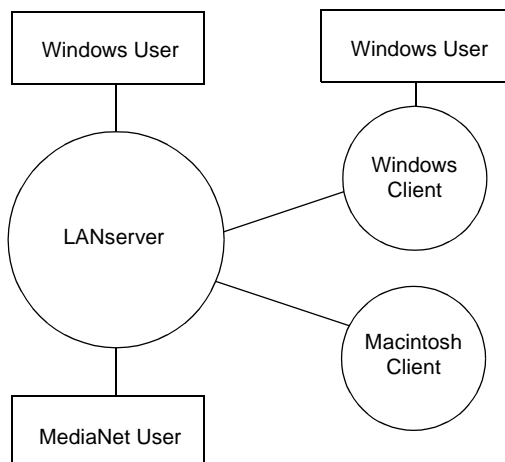 Windows User
Windows User
Windows
Client
LANserver
Macintosh
Client
MediaNet User